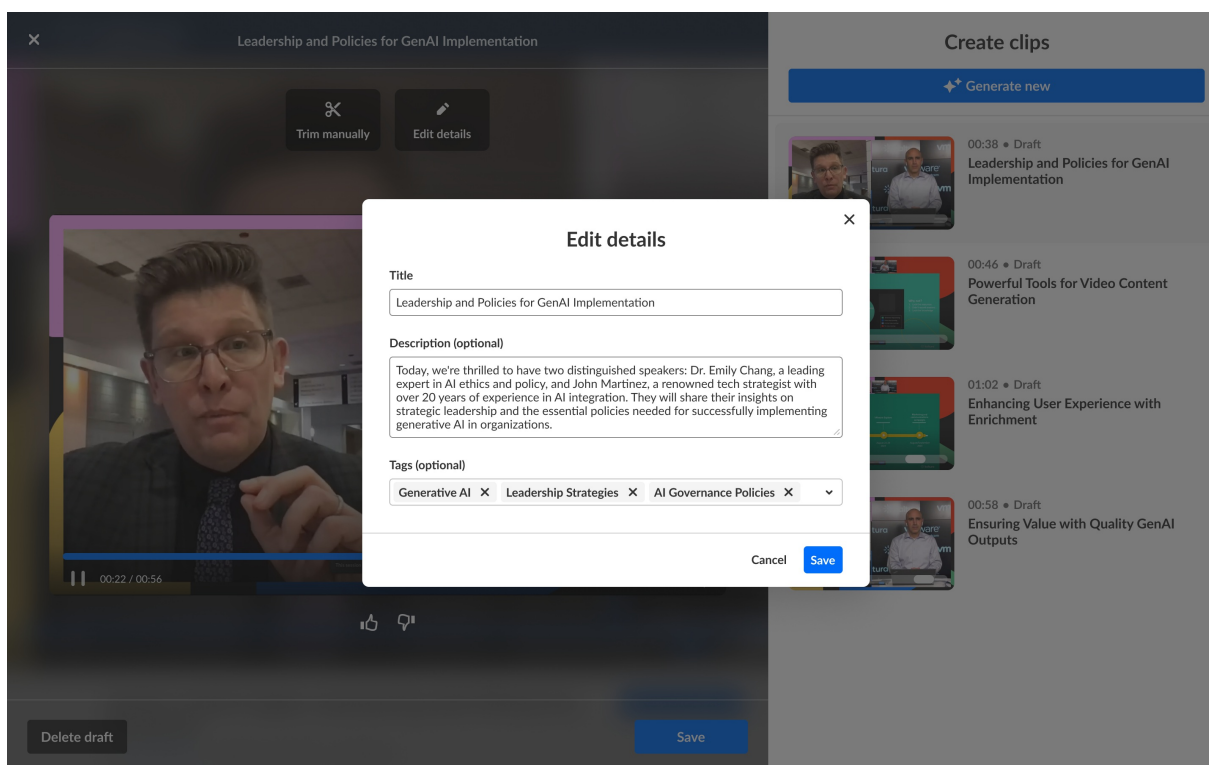 Leadership and Policies for GenAI Implementation
Trim manually
Edit details
00:22 / 00:56
Delete draft
Save
Create clips
Generate new
00:38 • Draft
Leadership and Policies for GenAI
Implementation
00:46 • Draft
Powerful Tools for Video Content
Generation
01:02 • Draft
Enhancing User Experience with
Enrichment
00:58 • Draft
Ensuring Value with Quality GenAI
Outputs
Edit details
Title
Leadership and Policies for GenAI Implementation
Description (optional)
Today, we're thrilled to have two distinguished speakers: Dr. Emily Chang, a leading
expert in AI ethics and policy, and John Martinez, a renowned tech strategist with
over 20 years of experience in AI integration. They will share their insights on
strategic leadership and the essential policies needed for successfully implementing
generative AI in organizations.
Tags (optional)
Generative AI
Leadership Strategies
AI Governance Policies
Cancel
Save